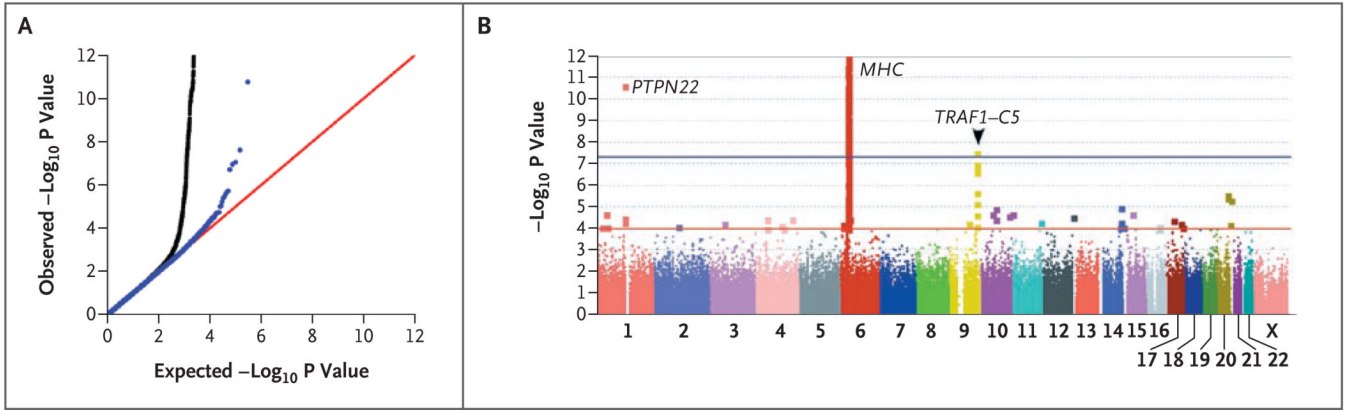 A
Observed –Log10 P Value
12
10
8
6
4
2
0
0 2 4 6 8 10 12
Expected –Log10 P Value
B
–Log10 P Value
12
11
10
9
8
7
6
5
4
3
2
1
0
PTPN22
MHC
TRAF1–C5
1 2 3 4 5 6 7 8 9 10 11 12 13 14 15 16 X
17 18 19 20 21 22